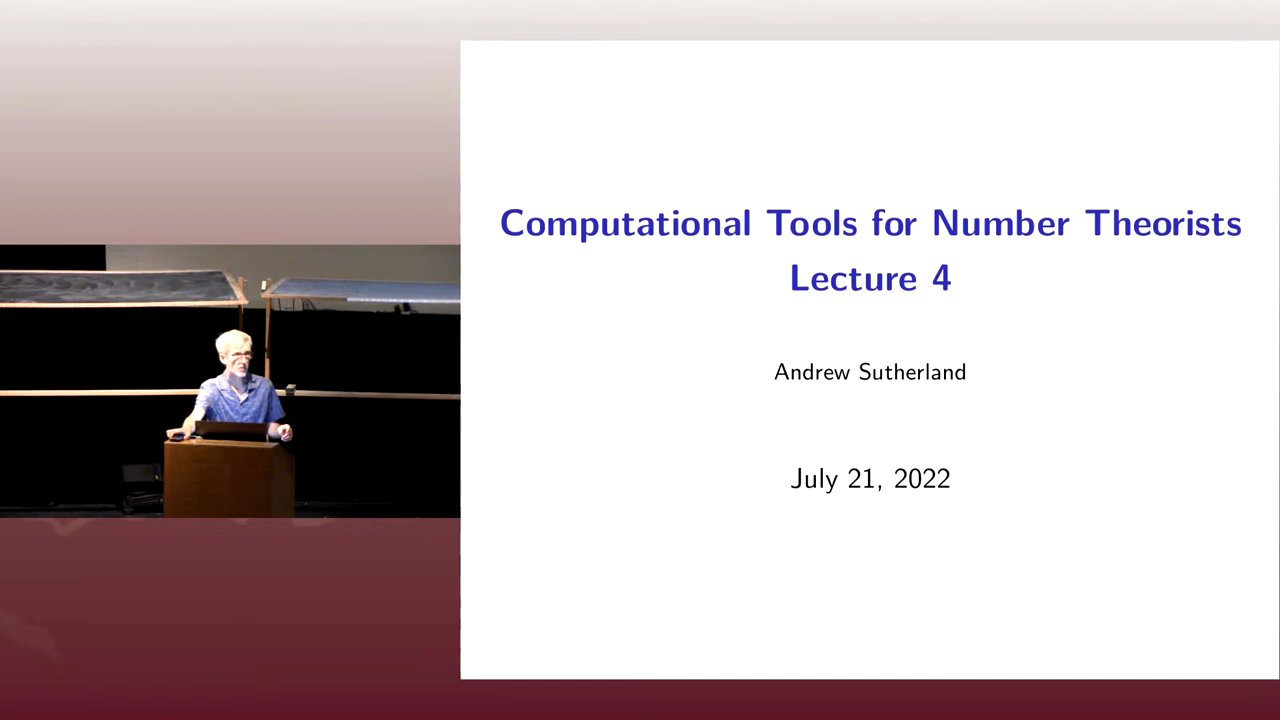 Computational Tools for Number Theorists
Lecture 4
Andrew Sutherland
July 21, 2022